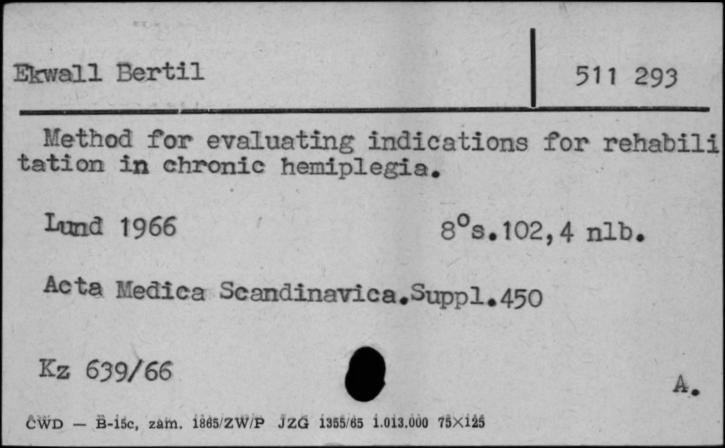 Ekwall Bertil
511 293
Method for evaluating indications for rehabili
tation in chronic hemiplegia.
Lund 1966 8°s.102,4 nlb.
Acta Medica Scandinavica.Suppl.450
Kz 639/66
A.
CWD — B-15c, zam. 1865/ZW/P JZG 1355/65 1.013.000 75×125